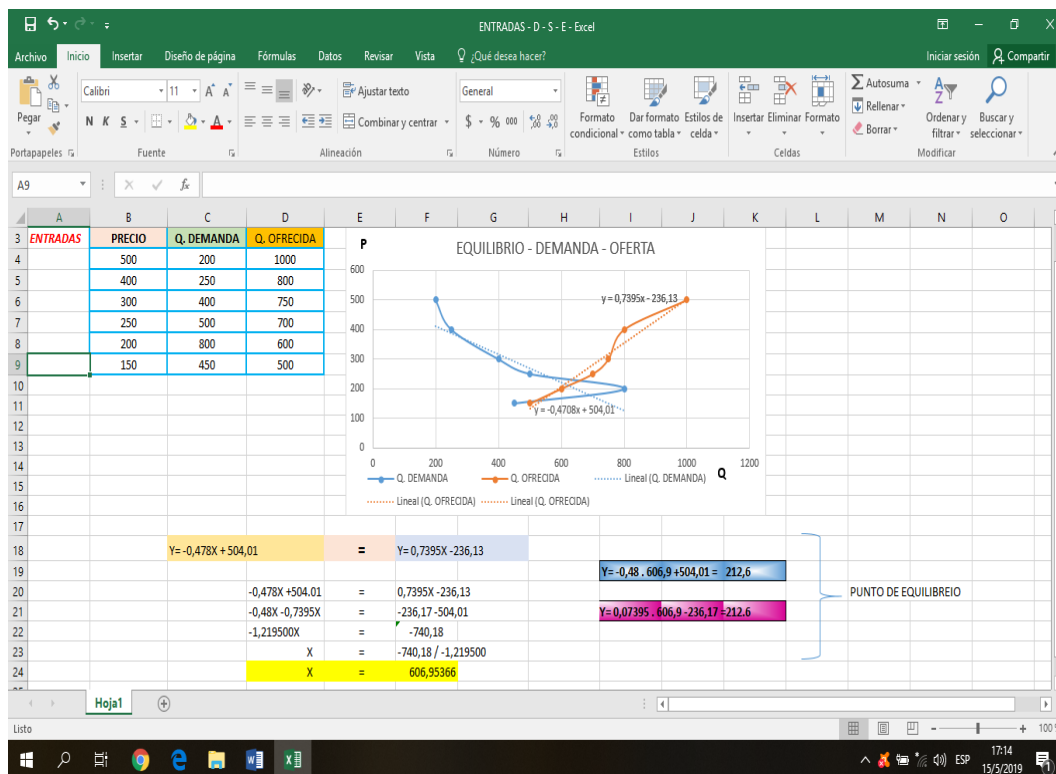 ENTRADAS - D - S - E - Excel
Archivo Inicio Insertar Diseño de página Fórmulas Datos Revisar Vista ¿Qué desea hacer? Iniciar sesión Compartir
Pegar
Calibri 11 A A
N K S A
Ajustar texto
Combinar y centrar
General
$ % 000
Formato condicional
Dar formato como tabla
Estilos de celda
Insertar Eliminar Formato
Autosuma
Rellenar
Borrar
Ordenar y filtrar
Buscar y seleccionar
Portapapeles Fuente Alineación Número Estilos Celdas Modificar
A9 fx
A B C D E F G H I J K L M N O
3 ENTRADAS PRECIO Q. DEMANDA Q. OFRECIDA
4 500 200 1000
5 400 250 800
6 300 400 750
7 250 500 700
8 200 800 600
9 150 450 500
10
11
12
13
14
15
16
17
P
EQUILIBRIO - DEMANDA - OFERTA
600
500
400
300
200
100
0
y = 0,7395x - 236,13
y = -0,4708x + 504,01
0 200 400 600 800 1000 1200
Q
Q. DEMANDA Q. OFRECIDA Lineal (Q. DEMANDA)
Lineal (Q. OFRECIDA) Lineal (Q. OFRECIDA)
18 Y= -0,478X + 504,01 = Y= 0,7395X -236,13
19 Y= -0,48 . 606,9 +504,01 = 212,6
20 -0,478X +504.01 = 0,7395X -236,13 PUNTO DE EQUILIBREIO
21 -0,48X -0,7395X = -236,17 -504,01 Y= 0,07395 . 606,9 -236,17 =212.6
22 -1,219500X = -740,18
23 X = -740,18 / -1,219500
24 X = 606,95366
Hoja1
Listo 100
ESP 17:14
15/5/2019